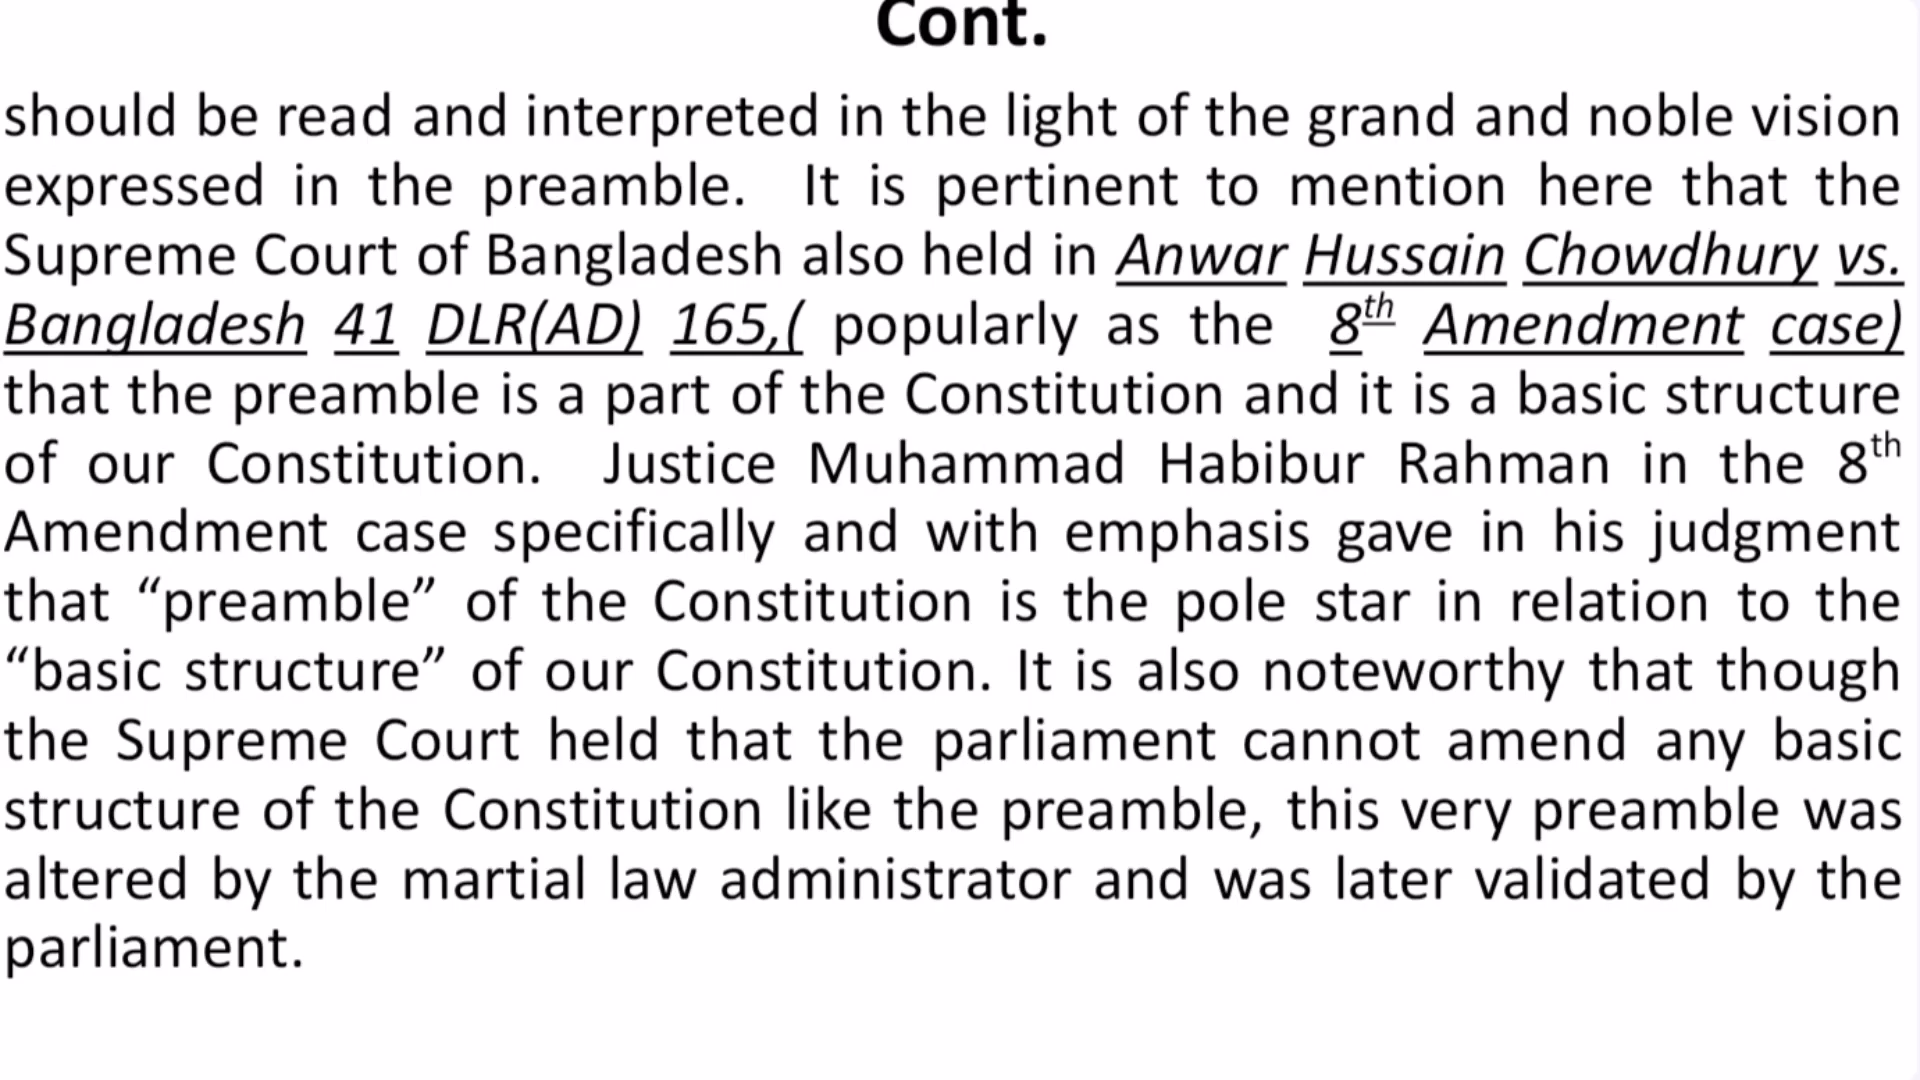 Cont.
should be read and interpreted in the light of the grand and noble vision
expressed in the preamble. It is pertinent to mention here that the
Supreme Court of Bangladesh also held in Anwar Hussain Chowdhury vs.
Bangladesh 41 DLR(AD) 165,( popularly as the 8th Amendment case)
that the preamble is a part of the Constitution and it is a basic structure
of our Constitution. Justice Muhammad Habibur Rahman in the 8th
Amendment case specifically and with emphasis gave in his judgment
that “preamble” of the Constitution is the pole star in relation to the
“basic structure” of our Constitution. It is also noteworthy that though
the Supreme Court held that the parliament cannot amend any basic
structure of the Constitution like the preamble, this very preamble was
altered by the martial law administrator and was later validated by the
parliament.